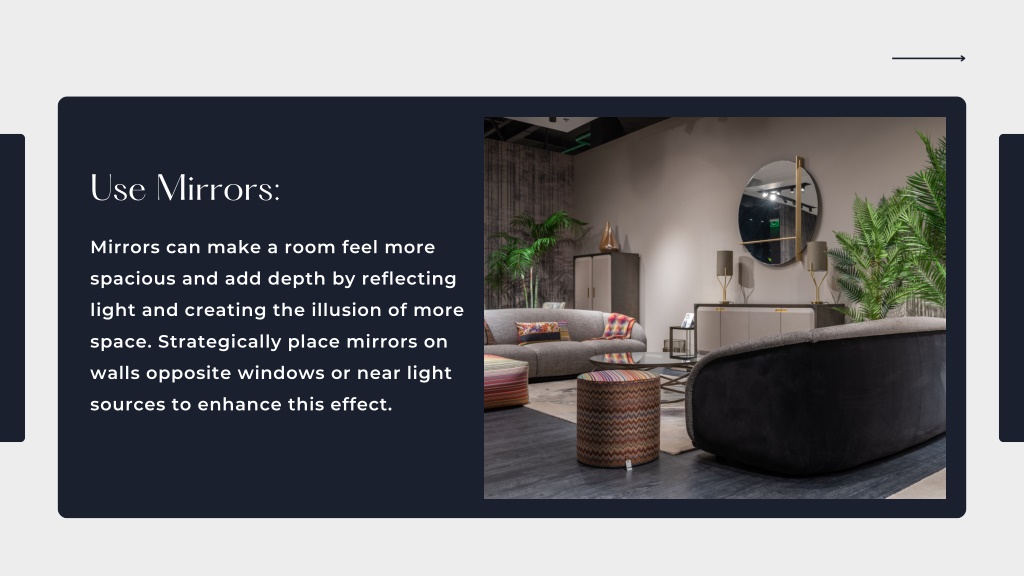 Use Mirrors:
Mirrors can make a room feel more
spacious and add depth by reflecting
light and creating the illusion of more
space. Strategically place mirrors on
walls opposite windows or near light
sources to enhance this effect.